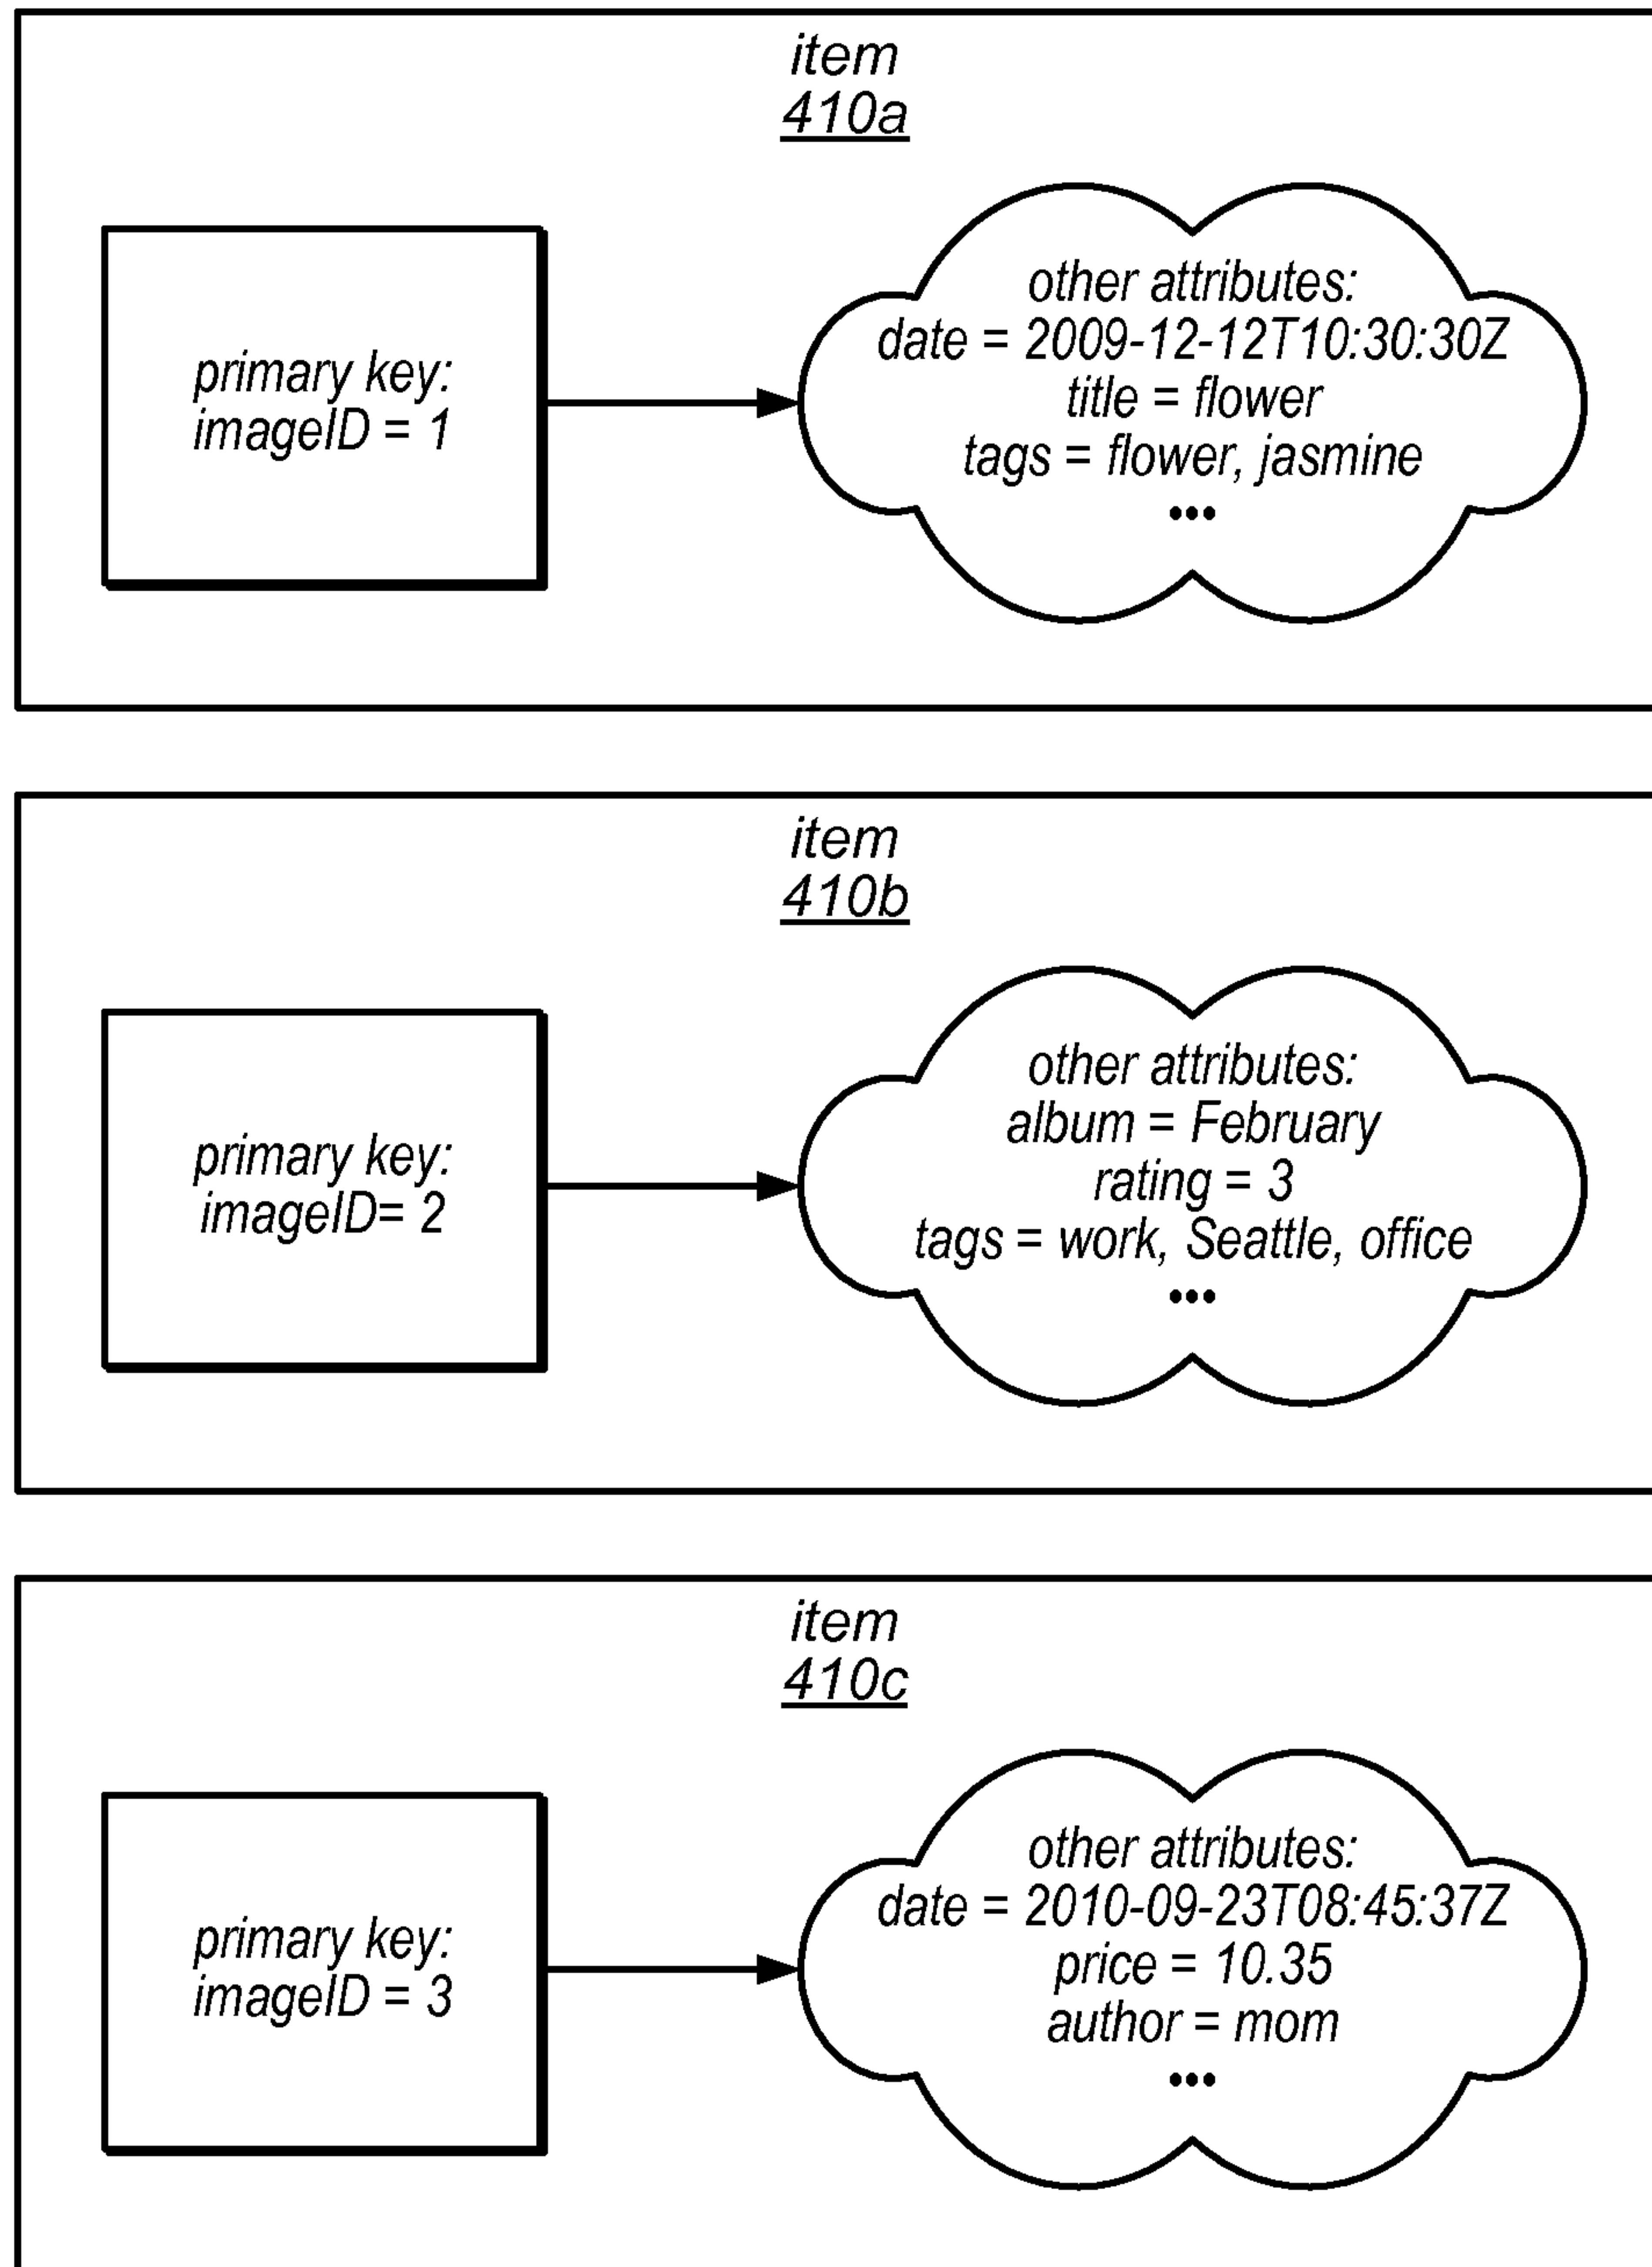 item
410a
primary key:
imageID = 1
other attributes:
date = 2009-12-12T10:30:30Z
title = flower
tags = flower, jasmine
•••
item
410b
primary key:
imageID= 2
other attributes:
album = February
rating = 3
tags = work, Seattle, office
•••
item
410c
primary key:
imageID = 3
other attributes:
date = 2010-09-23T08:45:37Z
price = 10.35
author = mom
•••